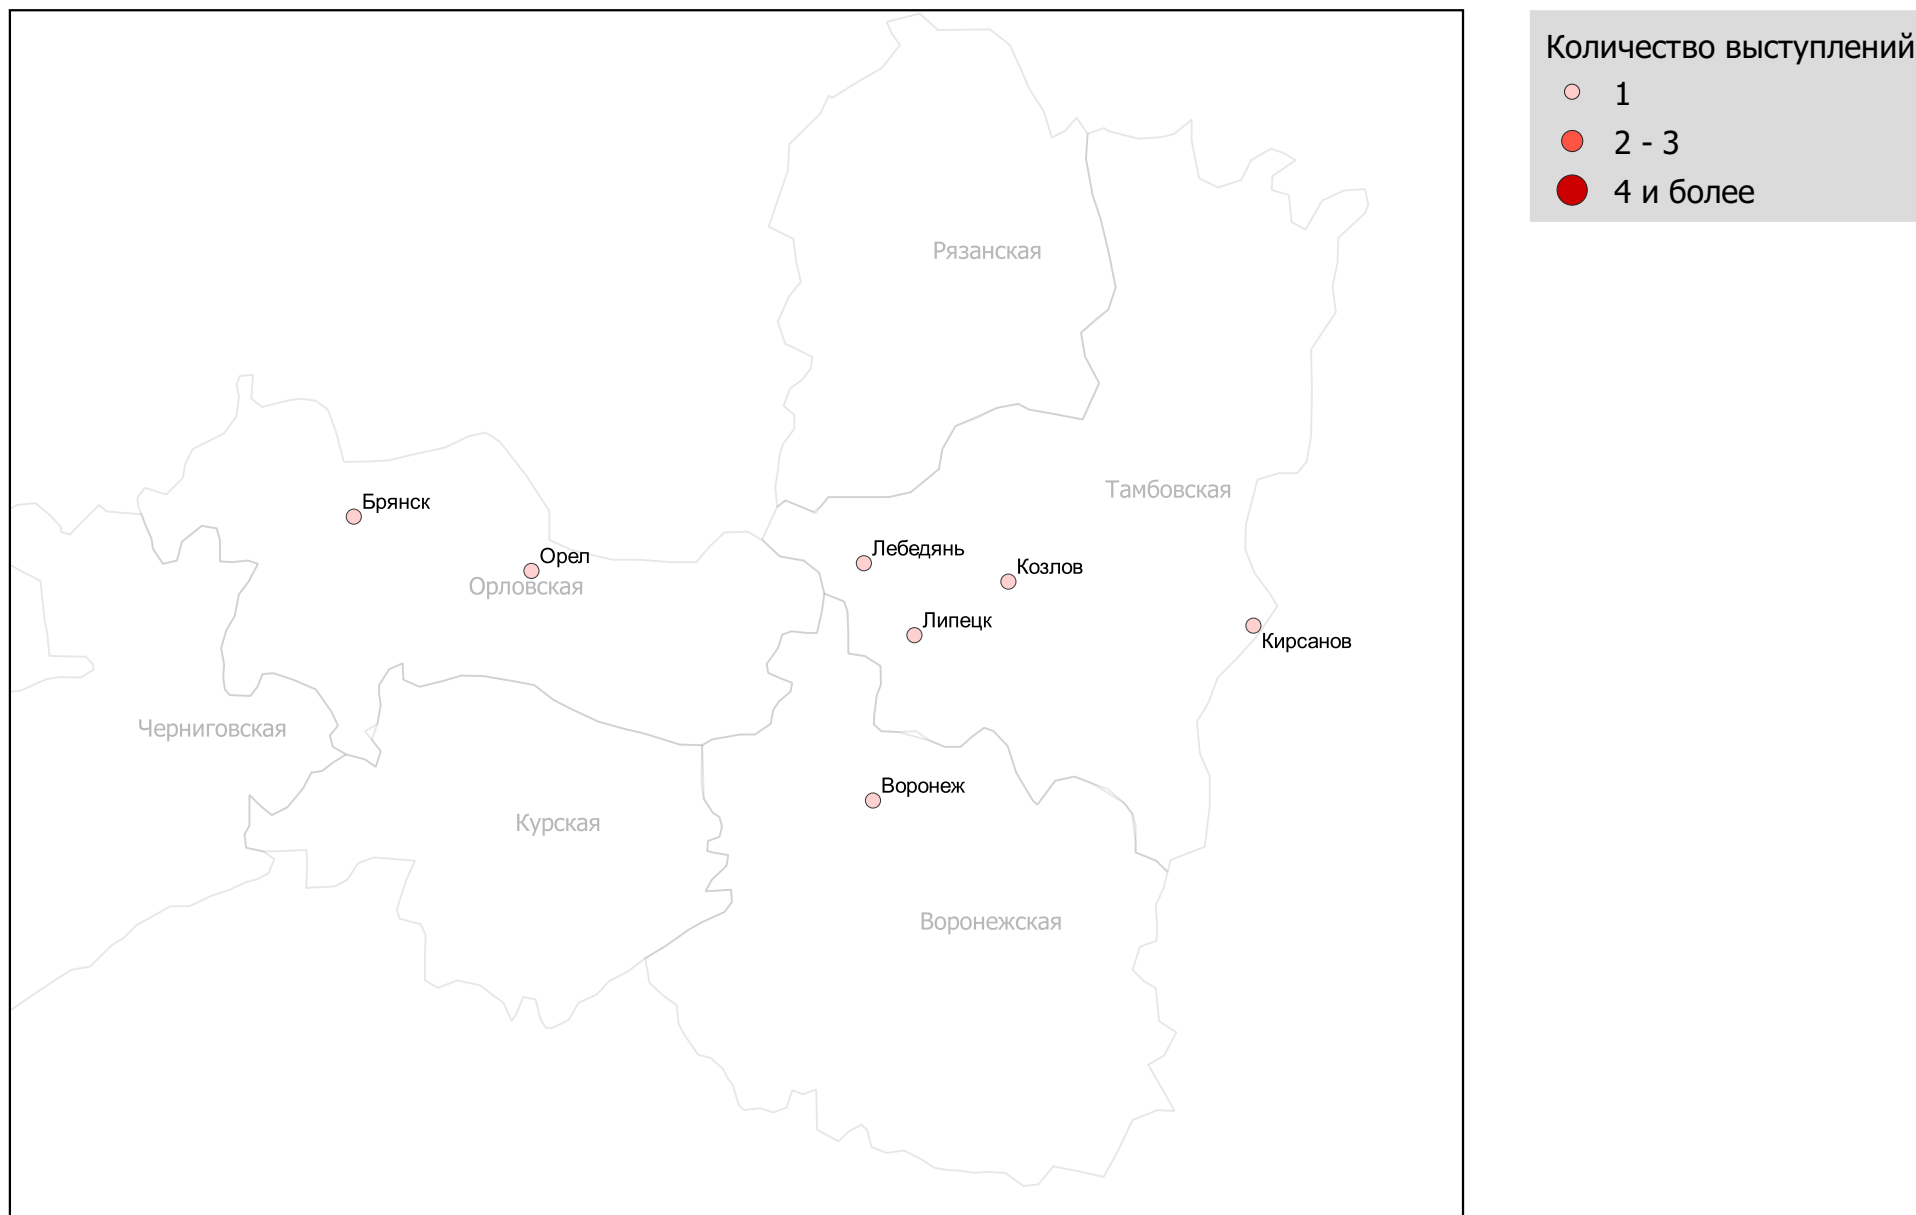 Количество выступлений
1
2 - 3
4 и более
Рязанская
Тамбовская
Брянск
Орел
Орловская
Лебедянь
Козлов
Липецк
Кирсанов
Черниговская
Воронеж
Курская
Воронежская